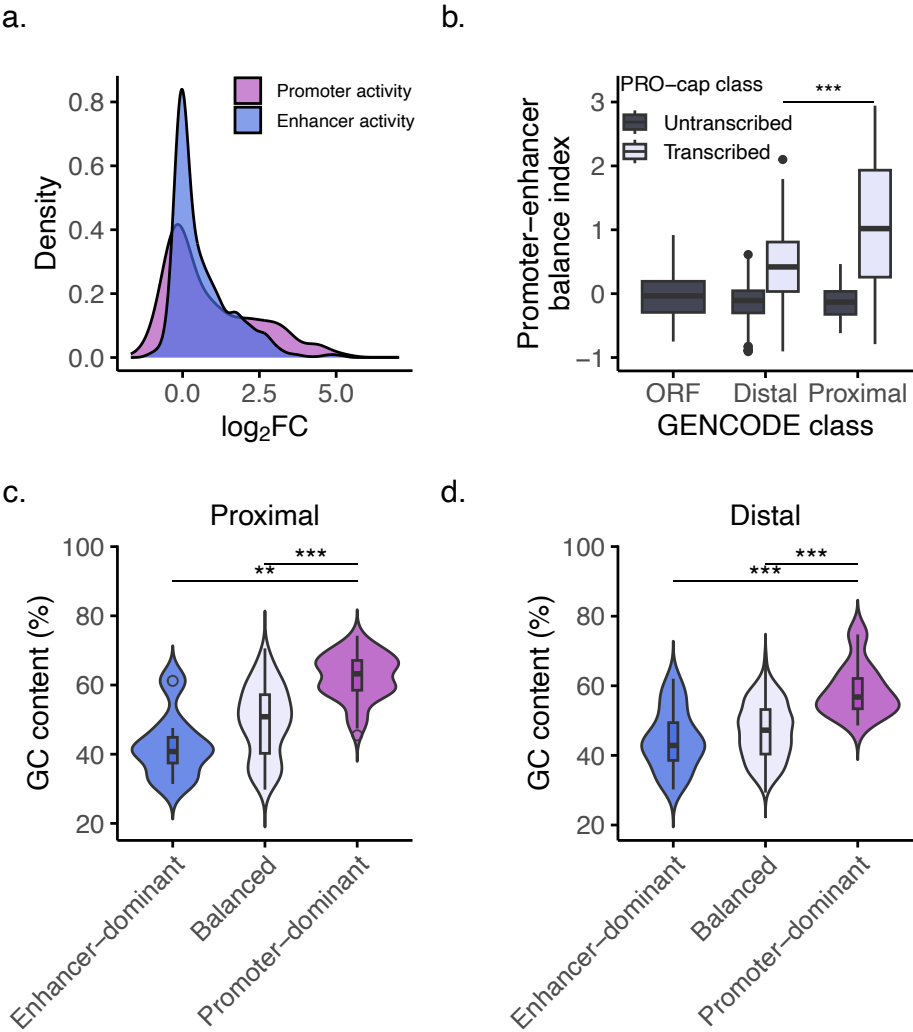 a.
Promoter activity
Enhancer activity
0.8
0.6
0.4
0.2
0.0
Density
0.0 2.5 5.0
log₂FC
b.
PRO−cap class
Untranscribed
Transcribed
***
3
2
1
0
−1
Promoter−enhancer
balance index
ORF Distal Proximal
GENCODE class
c.
Proximal
100
80
60
40
20
GC content (%)
***
**
Enhancer−dominant
Balanced
Promoter−dominant
d.
Distal
100
80
60
40
20
GC content (%)
***
***
Enhancer−dominant
Balanced
Promoter−dominant